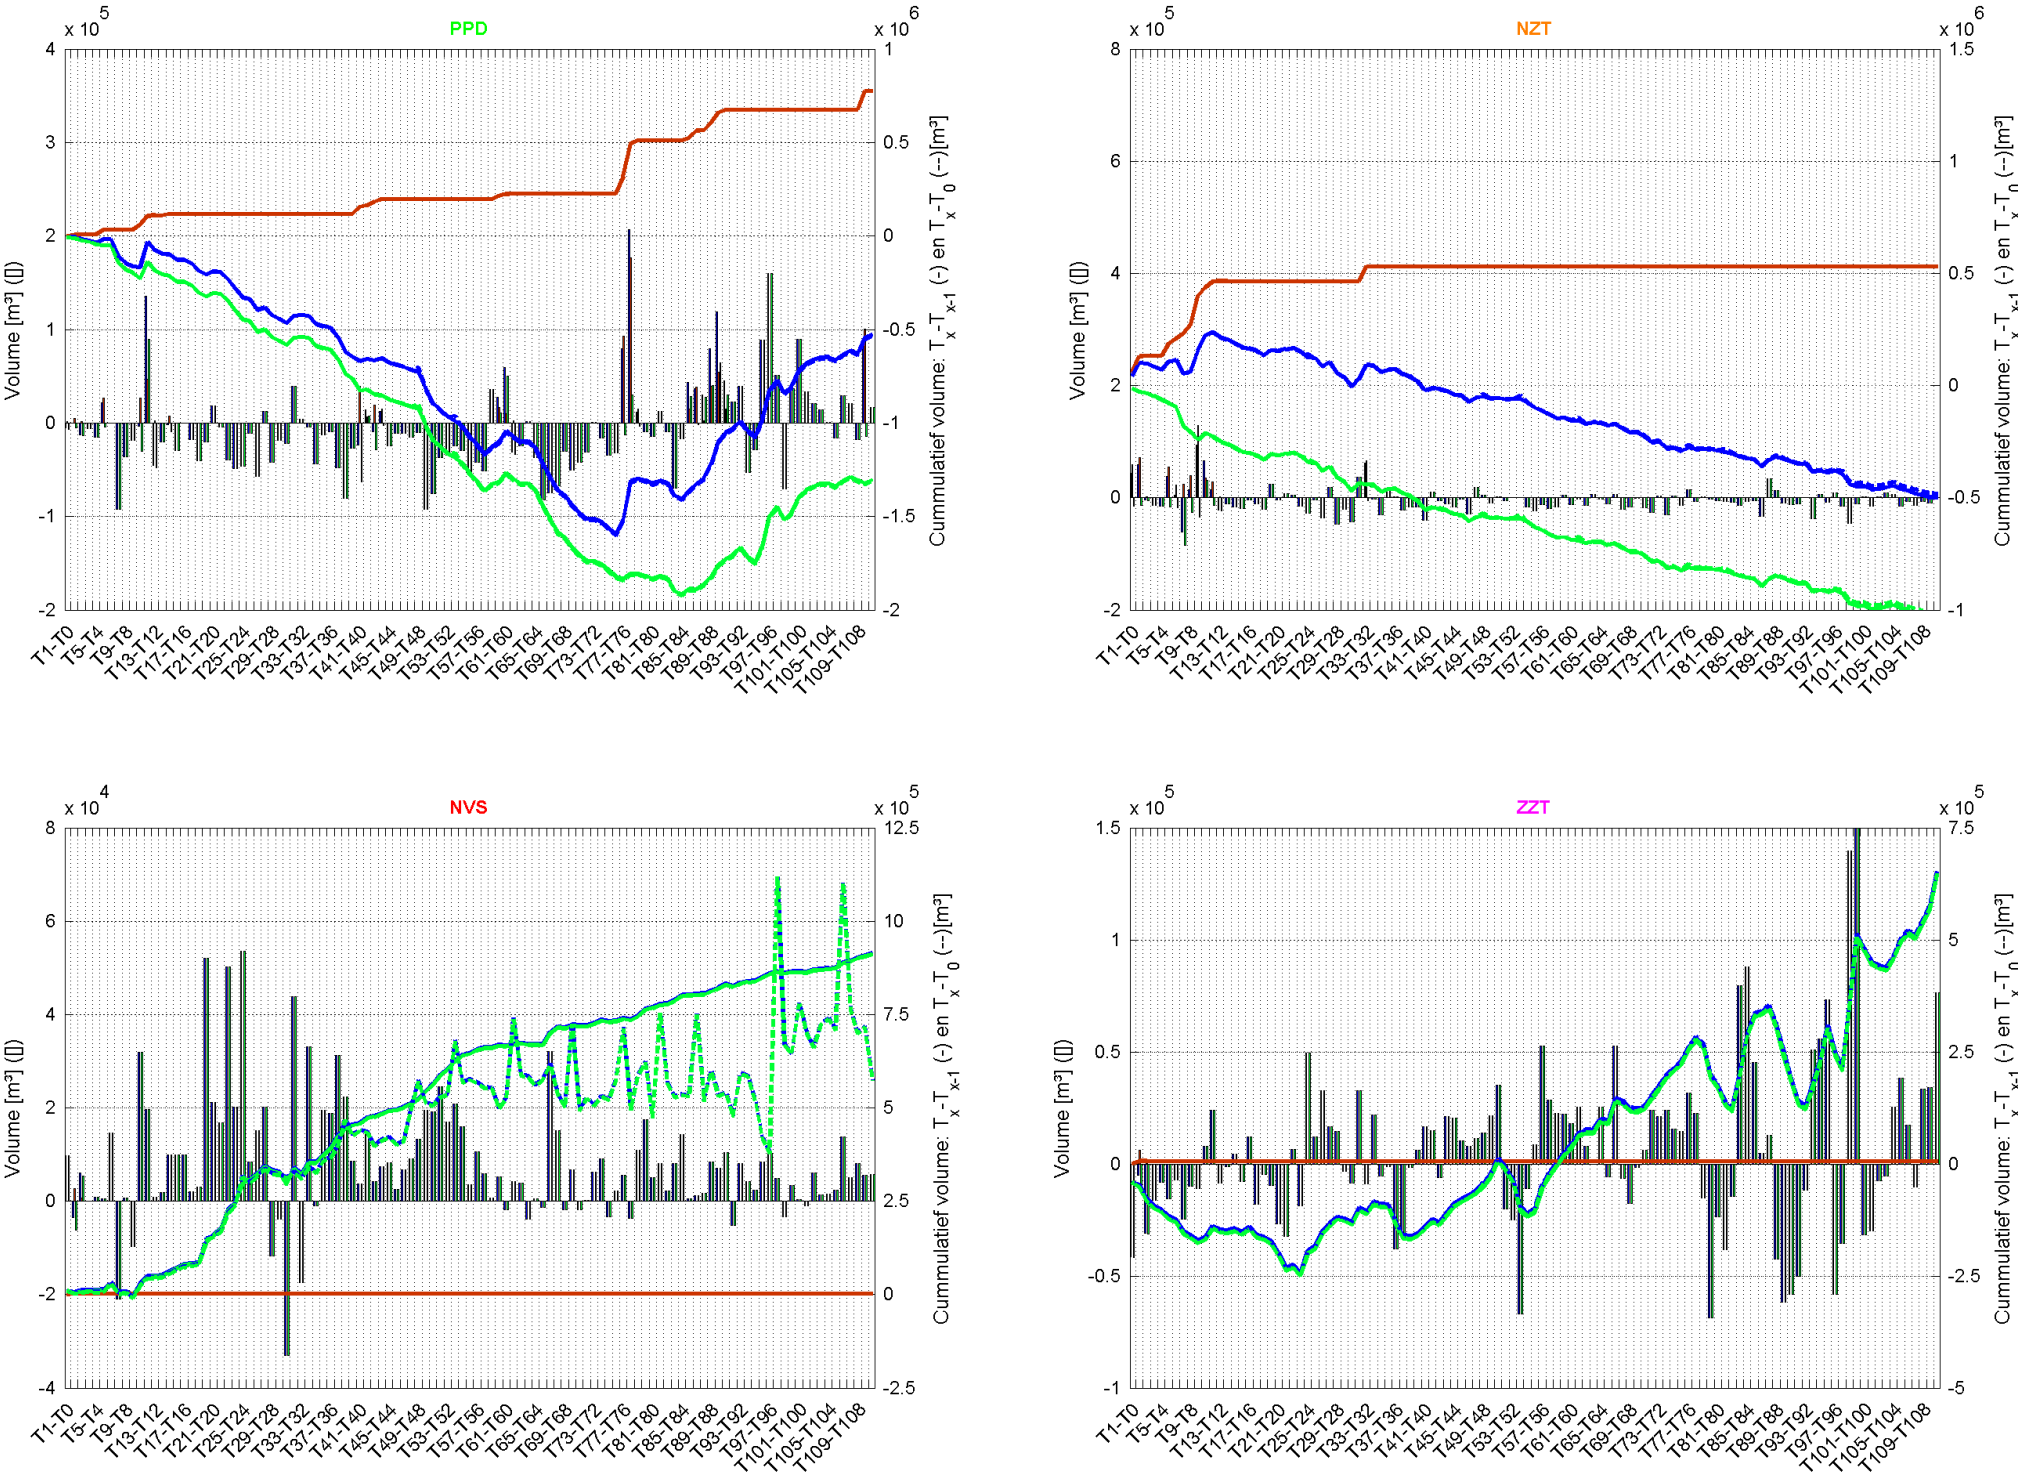 PPD
x 10^5
x 10^6
4
3
2
1
0
-1
-2
1
0.5
0
-0.5
-1
-1.5
-2
Volume [m³] ([])
Cummulatief volume: T_x-T_x-1 (-) en T_x-T_0 (--)[m³]
T1-T0
T5-T4
T9-T8
T13-T12
T17-T16
T21-T20
T25-T24
T29-T28
T33-T32
T37-T36
T41-T40
T45-T44
T49-T48
T53-T52
T57-T56
T61-T60
T65-T64
T69-T68
T73-T72
T77-T76
T81-T80
T85-T84
T89-T88
T93-T92
T97-T96
T101-T100
T105-T104
T109-T108
NZT
x 10^5
x 10^6
8
6
4
2
0
-2
1.5
1
0.5
0
-0.5
-1
Volume [m³] ([])
Cummulatief volume: T_x-T_x-1 (-) en T_x-T_0 (--)[m³]
T1-T0
T5-T4
T9-T8
T13-T12
T17-T16
T21-T20
T25-T24
T29-T28
T33-T32
T37-T36
T41-T40
T45-T44
T49-T48
T53-T52
T57-T56
T61-T60
T65-T64
T69-T68
T73-T72
T77-T76
T81-T80
T85-T84
T89-T88
T93-T92
T97-T96
T101-T100
T105-T104
T109-T108
NVS
x 10^4
x 10^5
8
6
4
2
0
-2
-4
12.5
10
7.5
5
2.5
0
-2.5
Volume [m³] ([])
Cummulatief volume: T_x-T_x-1 (-) en T_x-T_0 (--)[m³]
T1-T0
T5-T4
T9-T8
T13-T12
T17-T16
T21-T20
T25-T24
T29-T28
T33-T32
T37-T36
T41-T40
T45-T44
T49-T48
T53-T52
T57-T56
T61-T60
T65-T64
T69-T68
T73-T72
T77-T76
T81-T80
T85-T84
T89-T88
T93-T92
T97-T96
T101-T100
T105-T104
T109-T108
ZZT
x 10^5
x 10^5
1.5
1
0.5
0
-0.5
-1
7.5
5
2.5
0
-2.5
-5
Volume [m³] ([])
Cummulatief volume: T_x-T_x-1 (-) en T_x-T_0 (--)[m³]
T1-T0
T5-T4
T9-T8
T13-T12
T17-T16
T21-T20
T25-T24
T29-T28
T33-T32
T37-T36
T41-T40
T45-T44
T49-T48
T53-T52
T57-T56
T61-T60
T65-T64
T69-T68
T73-T72
T77-T76
T81-T80
T85-T84
T89-T88
T93-T92
T97-T96
T101-T100
T105-T104
T109-T108